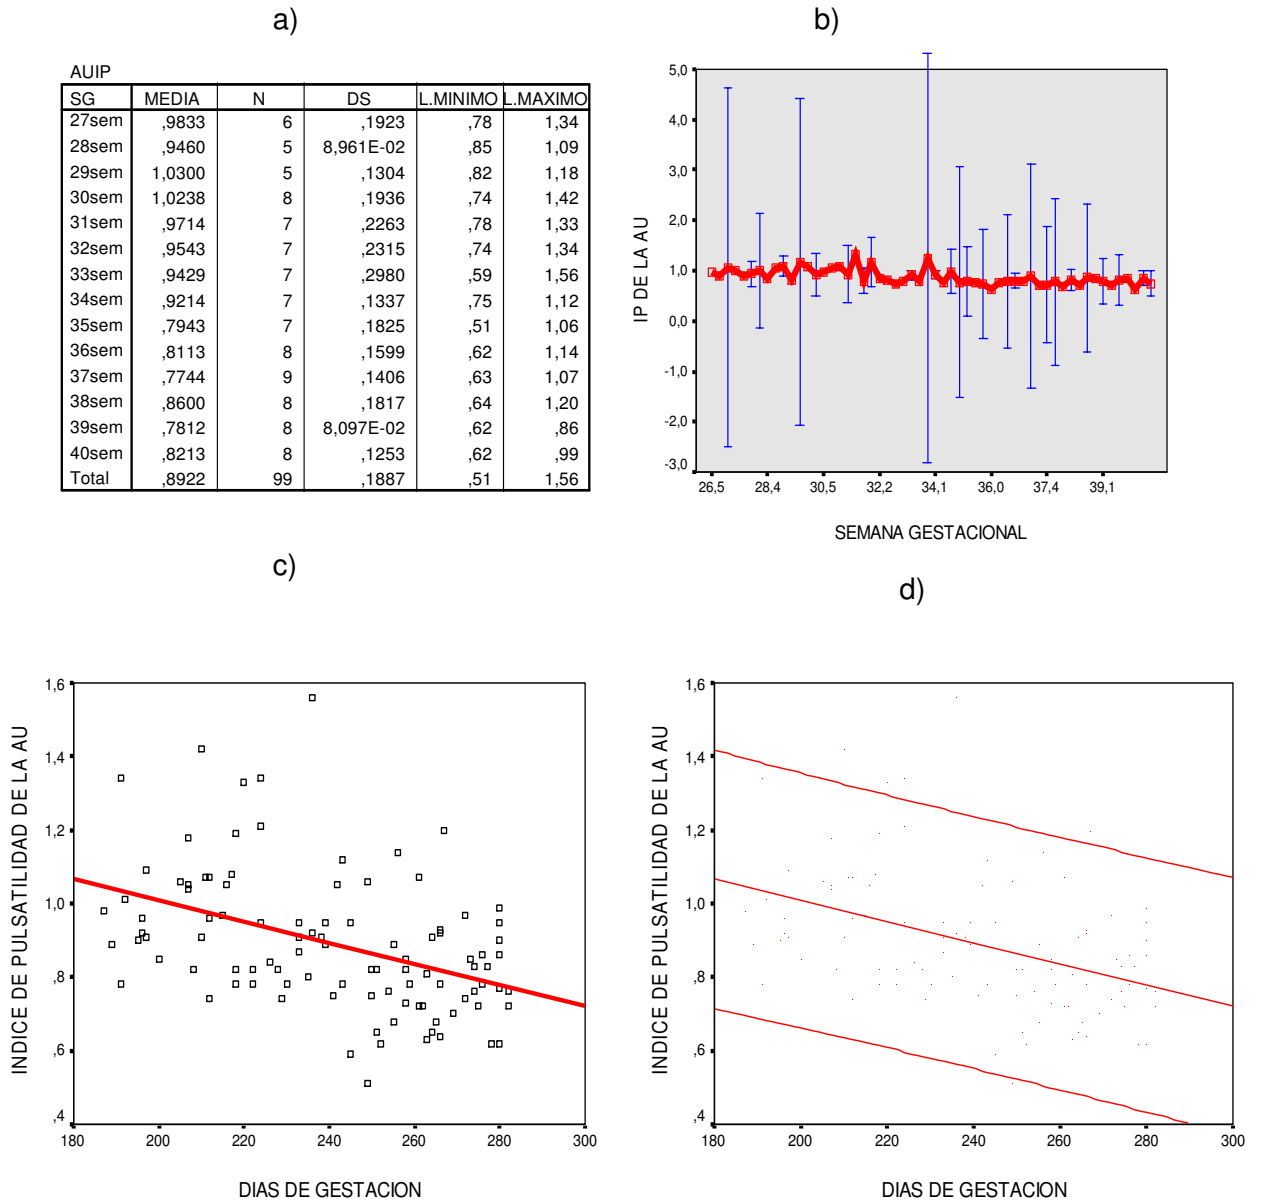 a)
AUIP
SG MEDIA N DS L.MINIMO L.MAXIMO
27sem ,9833 6 ,1923 ,78 1,34
28sem ,9460 5 8,961E-02 ,85 1,09
29sem 1,0300 5 ,1304 ,82 1,18
30sem 1,0238 8 ,1936 ,74 1,42
31sem ,9714 7 ,2263 ,78 1,33
32sem ,9543 7 ,2315 ,74 1,34
33sem ,9429 7 ,2980 ,59 1,56
34sem ,9214 7 ,1337 ,75 1,12
35sem ,7943 7 ,1825 ,51 1,06
36sem ,8113 8 ,1599 ,62 1,14
37sem ,7744 9 ,1406 ,63 1,07
38sem ,8600 8 ,1817 ,64 1,20
39sem ,7812 8 8,097E-02 ,62 ,86
40sem ,8213 8 ,1253 ,62 ,99
Total ,8922 99 ,1887 ,51 1,56
b)
IP DE LA AU
5,0
4,0
3,0
2,0
1,0
0,0
-1,0
-2,0
-3,0
26,5 28,4 30,5 32,2 34,1 36,0 37,4 39,1
SEMANA GESTACIONAL
c)
INDICE DE PULSATILIDAD DE LA AU
1,6
1,4
1,2
1,0
,8
,6
,4
180 200 220 240 260 280 300
DIAS DE GESTACION
d)
INDICE DE PULSATILIDAD DE LA AU
1,6
1,4
1,2
1,0
,8
,6
,4
180 200 220 240 260 280 300
DIAS DE GESTACION